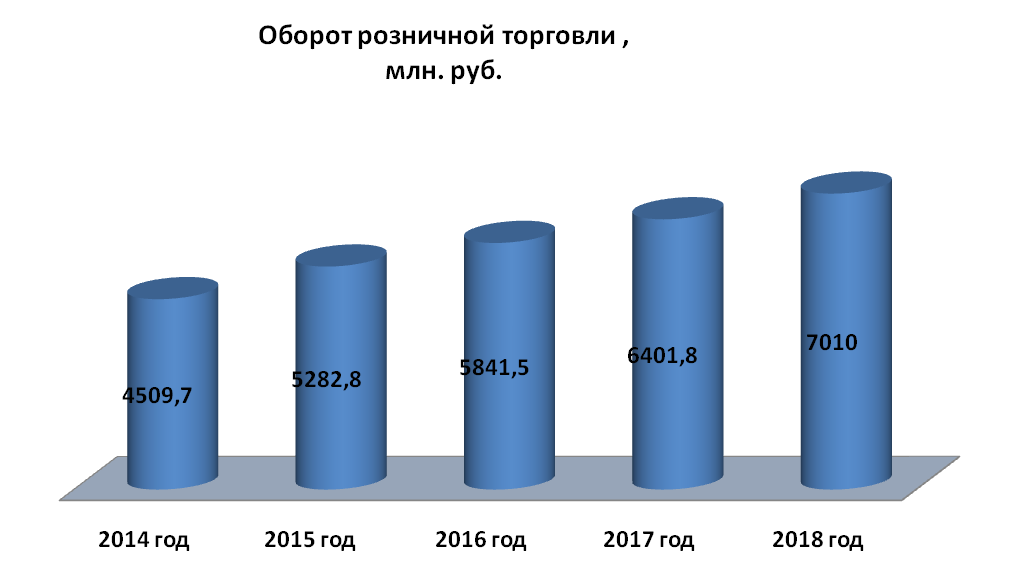 Оборот розничной торговли ,
млн. руб.
4509,7
5282,8
5841,5
6401,8
7010
2014 год
2015 год
2016 год
2017 год
2018 год